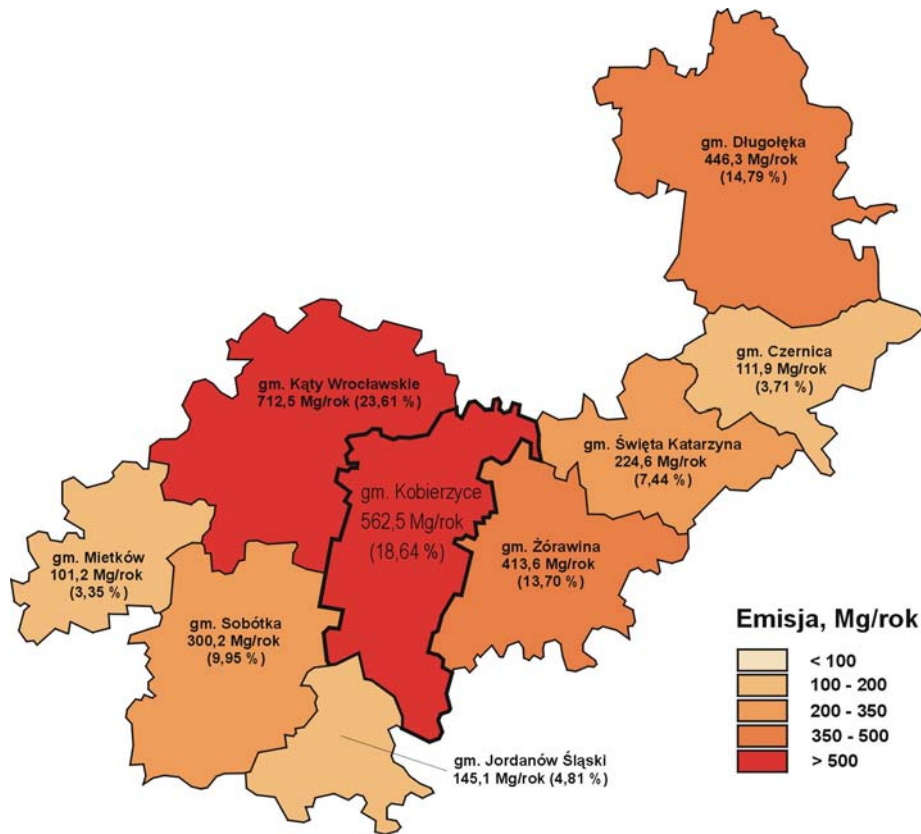 gm. Długołęka
446,3 Mg/rok
(14,79 %)
gm. Czernica
111,9 Mg/rok
(3,71 %)
gm. Kąty Wrocławskie
712,5 Mg/rok (23,61 %)
gm. Święta Katarzyna
224,6 Mg/rok
(7,44 %)
gm. Kobierzyce
562,5 Mg/rok
(18,64 %)
gm. Żórawina
413,6 Mg/rok
(13,70 %)
gm. Mietków
101,2 Mg/rok
(3,35 %)
gm. Sobótka
300,2 Mg/rok
(9,95 %)
gm. Jordanów Śląski
145,1 Mg/rok (4,81 %)
Emisja, Mg/rok
< 100
100 - 200
200 - 350
350 - 500
> 500